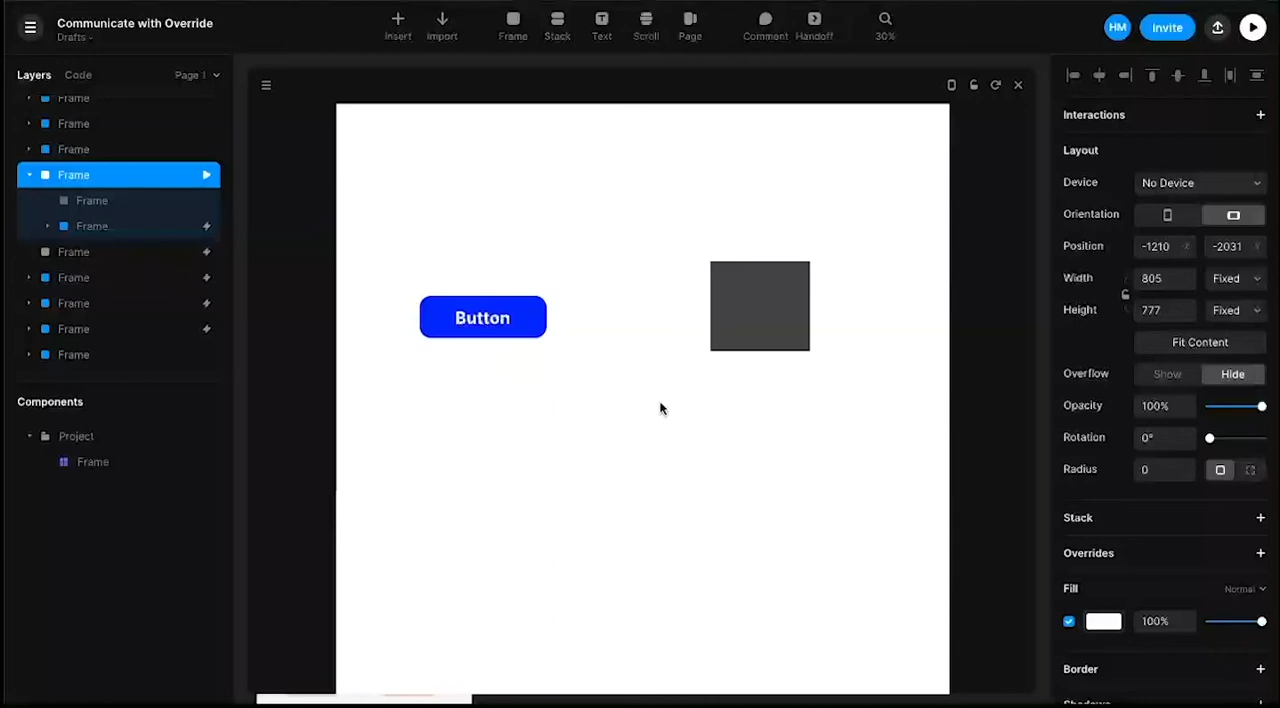 Communicate with Override
Drafts
Insert
Import
Frame
Stack
Text
Scroll
Page
Comment
Handoff
30%
HM
Invite
Layers
Code
Page 1
Frame
Frame
Frame
Frame
Frame
Frame
Frame
Frame
Frame
Frame
Frame
Components
Project
Frame
Button
Interactions
Layout
Device
No Device
Orientation
Position
-1210
X
-2031
Y
Width
805
Fixed
Height
777
Fixed
Fit Content
Overflow
Show
Hide
Opacity
100%
Rotation
0°
Radius
0
Stack
Overrides
Fill
Normal
100%
Border
Shadows